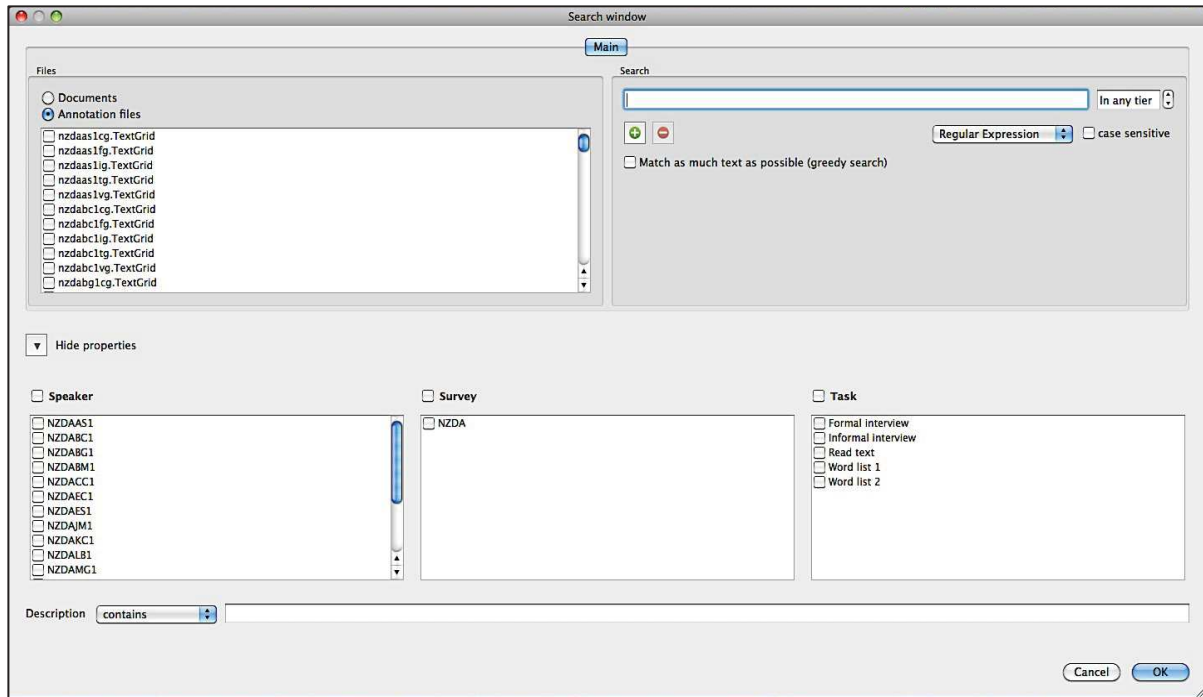 Search window
Main
Files
Documents
Annotation files
nzdaas1cg.TextGrid
nzdaas1fg.TextGrid
nzdaas1ig.TextGrid
nzdaas1tg.TextGrid
nzdaas1vg.TextGrid
nzdabc1cg.TextGrid
nzdabc1fg.TextGrid
nzdabc1ig.TextGrid
nzdabc1tg.TextGrid
nzdabc1vg.TextGrid
nzdabg1cg.TextGrid
Search
In any tier
Regular Expression
case sensitive
Match as much text as possible (greedy search)
Hide properties
Speaker
NZDAAS1
NZDABC1
NZDABG1
NZDABM1
NZDACC1
NZDAEC1
NZDAES1
NZDAJM1
NZDAKC1
NZDALB1
NZDAMG1
Survey
NZDA
Task
Formal interview
Informal interview
Read text
Word list 1
Word list 2
Description contains
Cancel OK